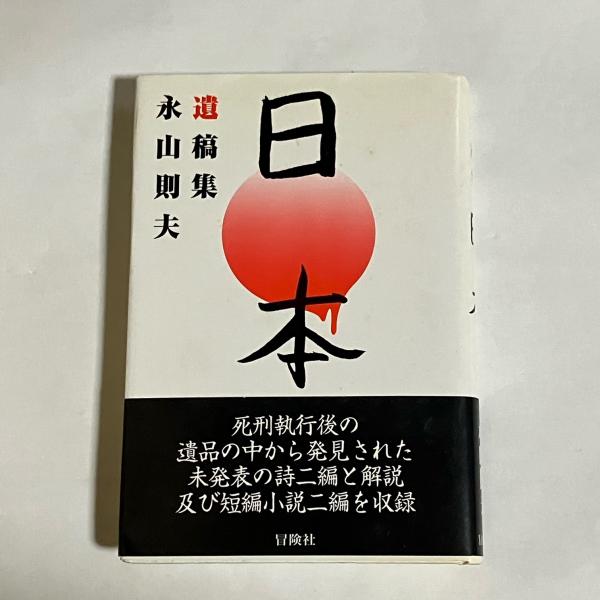 日本
遺稿集
永山則夫
死刑執行後の
遺品の中から発見された
未発表の詩二編と解説
及び短編小説二編を収録
冒険社